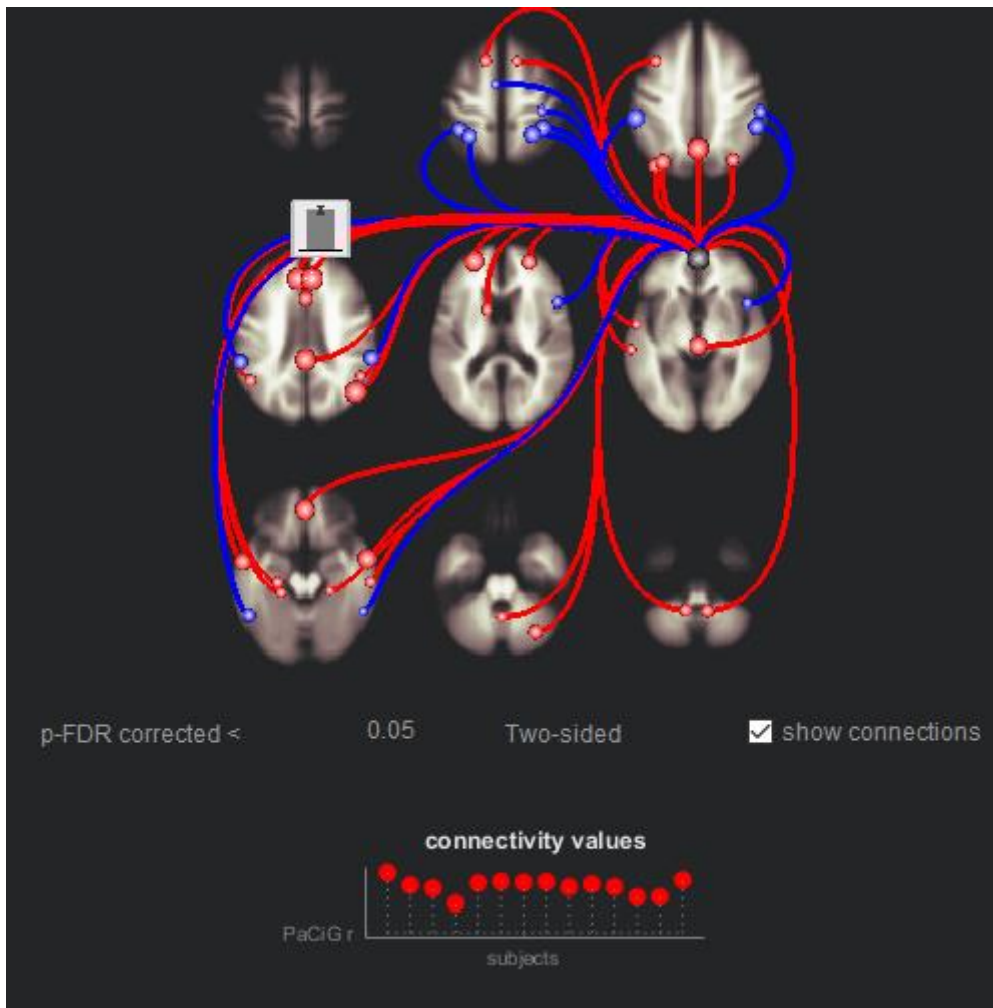 p-FDR corrected < 0.05 Two-sided show connections
connectivity values
PaCiG r
subjects